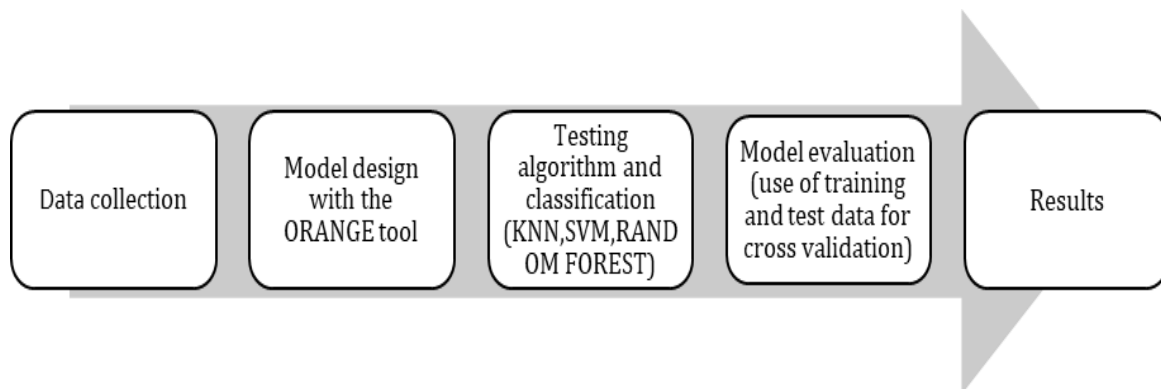 Data collection
Model design
with the
ORANGE tool
Testing
algorithm and
classification
(KNN,SVM,RAND
OM FOREST)
Model evaluation
(use of training
and test data for
cross validation)
Results